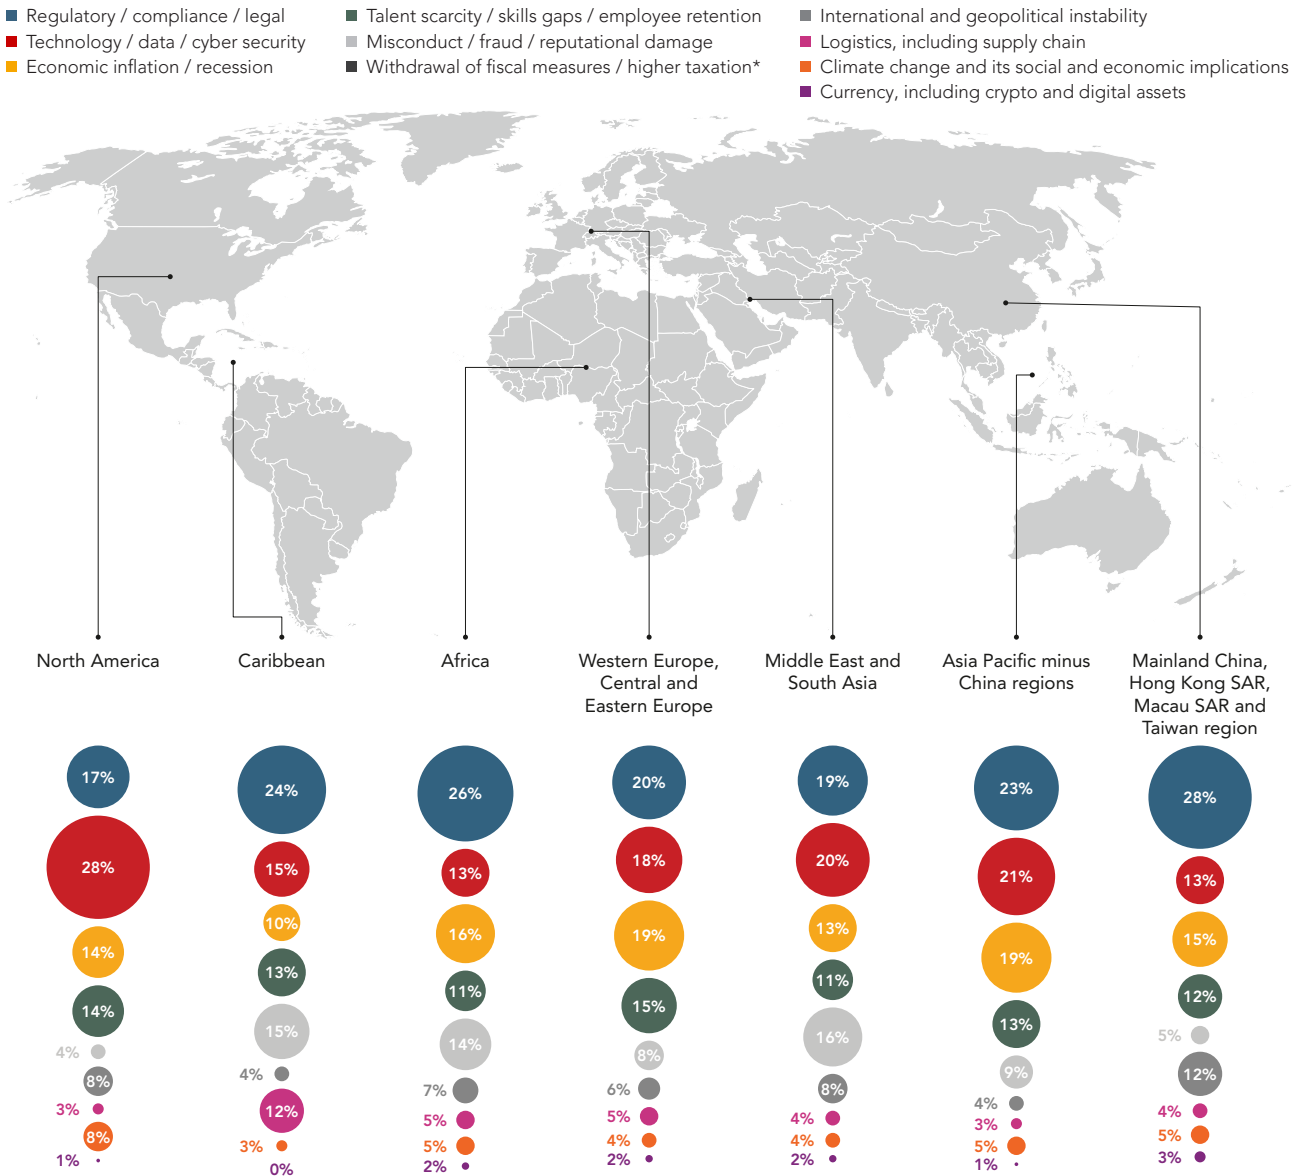 Regulatory / compliance / legal
Technology / data / cyber security
Economic inflation / recession
Talent scarcity / skills gaps / employee retention
Misconduct / fraud / reputational damage
Withdrawal of fiscal measures / higher taxation*
International and geopolitical instability
Logistics, including supply chain
Climate change and its social and economic implications
Currency, including crypto and digital assets
North America
17%
28%
14%
14%
4%
8%
3%
8%
1%
Caribbean
24%
15%
10%
13%
15%
4%
12%
3%
0%
Africa
26%
13%
16%
11%
14%
7%
5%
5%
2%
Western Europe,
Central and
Eastern Europe
20%
18%
19%
15%
8%
6%
5%
4%
2%
Middle East and
South Asia
19%
20%
13%
11%
16%
8%
4%
4%
2%
Asia Pacific minus
China regions
23%
21%
19%
13%
9%
4%
3%
5%
1%
Mainland China,
Hong Kong SAR,
Macau SAR and
Taiwan region
28%
13%
15%
12%
5%
12%
4%
5%
3%